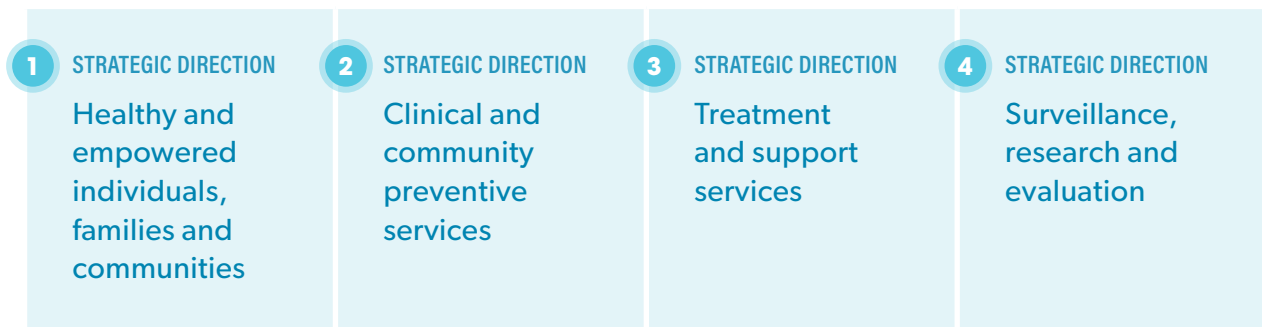 1 STRATEGIC DIRECTION
Healthy and
empowered
individuals,
families and
communities
2 STRATEGIC DIRECTION
Clinical and
community
preventive
services
3 STRATEGIC DIRECTION
Treatment
and support
services
4 STRATEGIC DIRECTION
Surveillance,
research and
evaluation